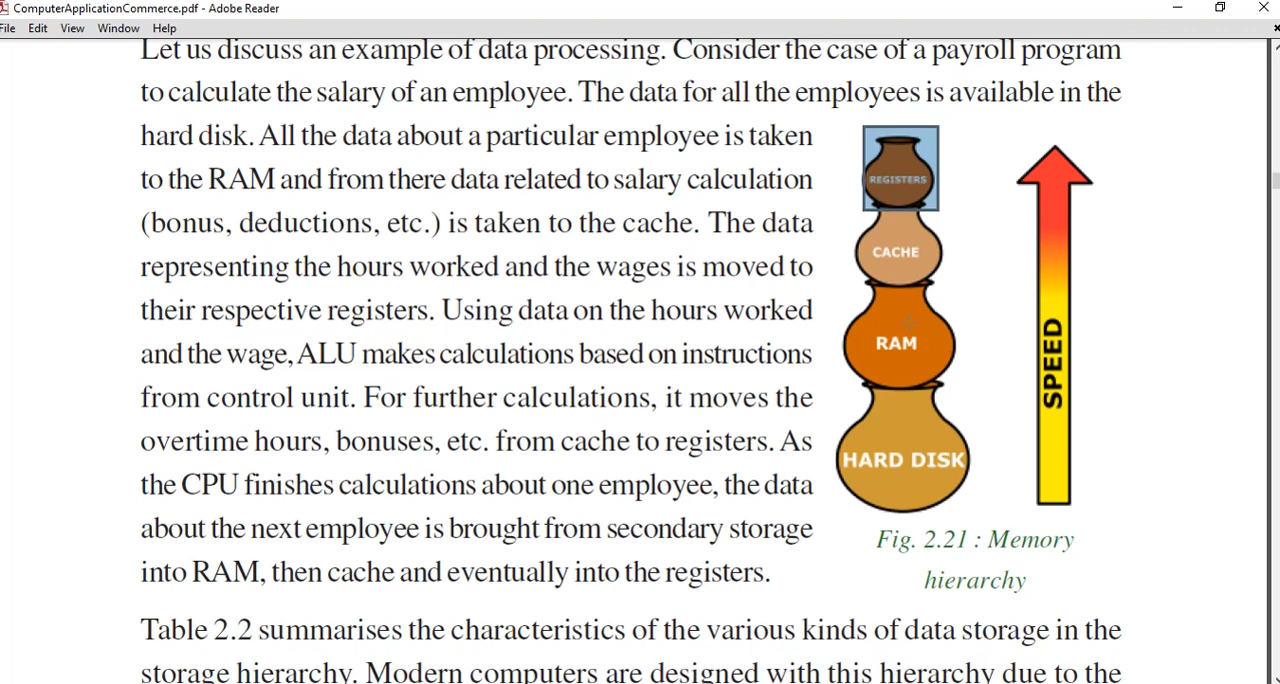 ComputerApplicationCommerce.pdf - Adobe Reader
File Edit View Window Help
Let us discuss an example of data processing. Consider the case of a payroll program
to calculate the salary of an employee. The data for all the employees is available in the
hard disk. All the data about a particular employee is taken
to the RAM and from there data related to salary calculation
(bonus, deductions, etc.) is taken to the cache. The data
representing the hours worked and the wages is moved to
their respective registers. Using data on the hours worked
and the wage, ALU makes calculations based on instructions
from control unit. For further calculations, it moves the
overtime hours, bonuses, etc. from cache to registers. As
the CPU finishes calculations about one employee, the data
about the next employee is brought from secondary storage
into RAM, then cache and eventually into the registers.
REGISTERS
CACHE
RAM
HARD DISK
SPEED
Fig. 2.21 : Memory
hierarchy
Table 2.2 summarises the characteristics of the various kinds of data storage in the
storage hierarchy. Modern computers are designed with this hierarchy due to the